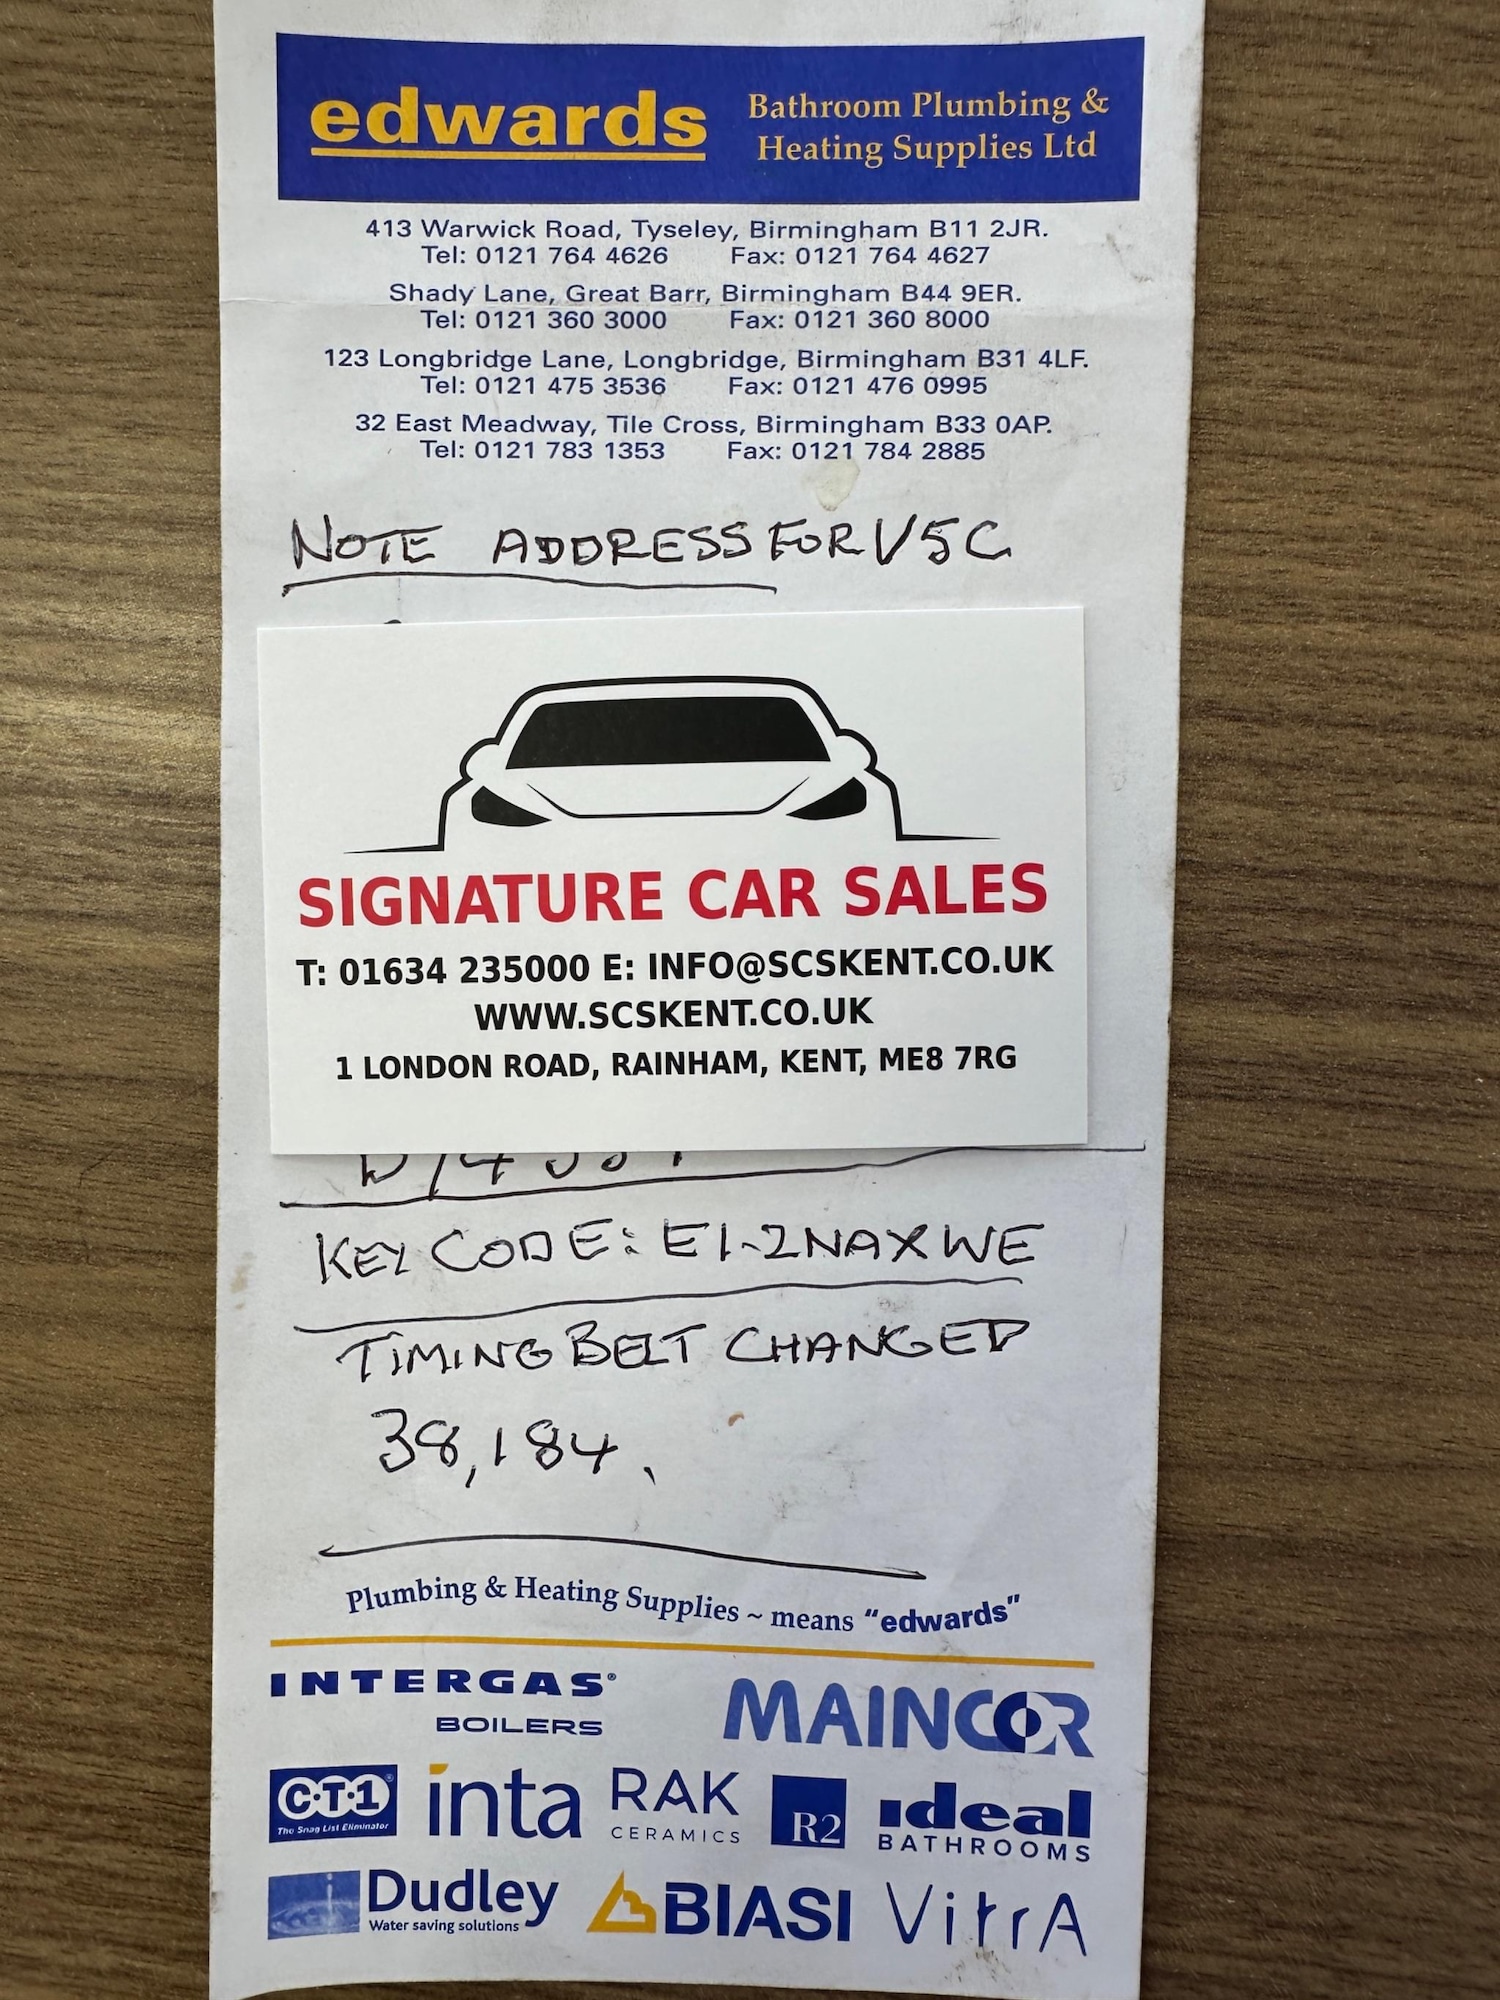 edwards
Bathroom Plumbing &
Heating Supplies Ltd
413 Warwick Road, Tyseley, Birmingham B11 2JR.
Tel: 0121 764 4626 Fax: 0121 764 4627
Shady Lane, Great Barr, Birmingham B44 9ER.
Tel: 0121 360 3000 Fax: 0121 360 8000
123 Longbridge Lane, Longbridge, Birmingham B31 4LF.
Tel: 0121 475 3536 Fax: 0121 476 0995
32 East Meadway, Tile Cross, Birmingham B33 0AP.
Tel: 0121 783 1353 Fax: 0121 784 2885
NOTE ADDRESS FOR V5C
SIGNATURE CAR SALES
T: 01634 235000 E: INFO@SCSKENT.CO.UK
WWW.SCSKENT.CO.UK
1 LONDON ROAD, RAINHAM, KENT, ME8 7RG
KEY CODE: E1-2NAXWE
TIMING BELT CHANGED
38,184.
Plumbing & Heating Supplies ~ means "edwards"
INTERGAS®
BOILERS
MAINCOR
C·T·1®
The Snag List Eliminator
inta
RAK
CERAMICS
R2
ideal
BATHROOMS
Dudley
Water saving solutions
BIASI
VitrA